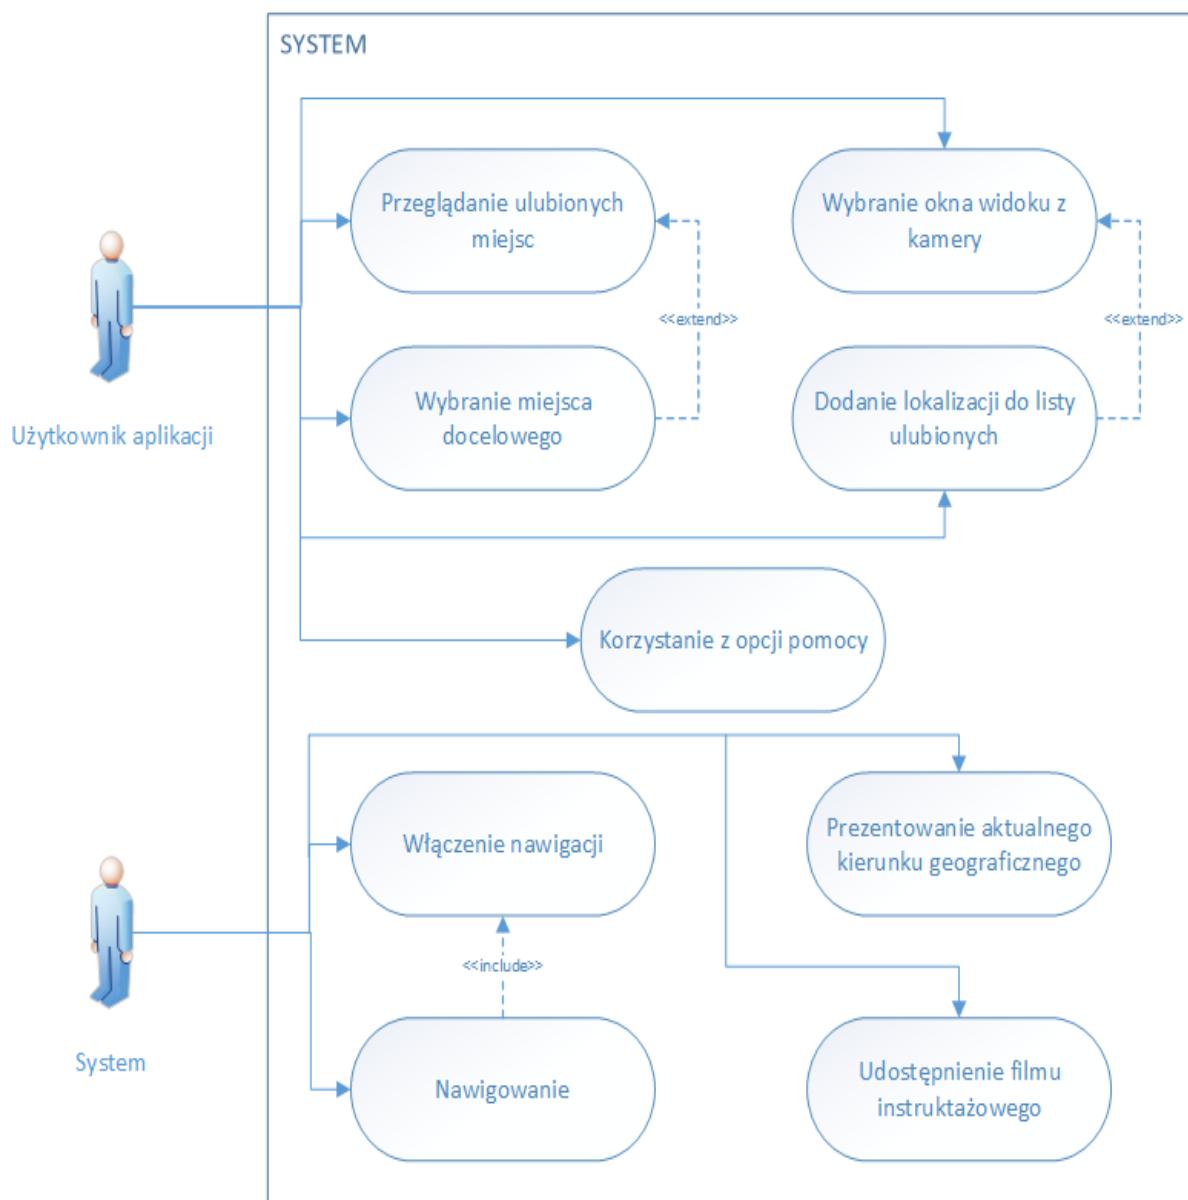 SYSTEM
Przeglądanie ulubionych
miejsc
Wybranie okna widoku z
kamery
<<extend>>
<<extend>>
Wybranie miejsca
docelowego
Dodanie lokalizacji do listy
ulubionych
Użytkownik aplikacji
Korzystanie z opcji pomocy
Włączenie nawigacji
Prezentowanie aktualnego
kierunku geograficznego
<<include>>
System
Nawigowanie
Udostępnienie filmu
instruktażowego